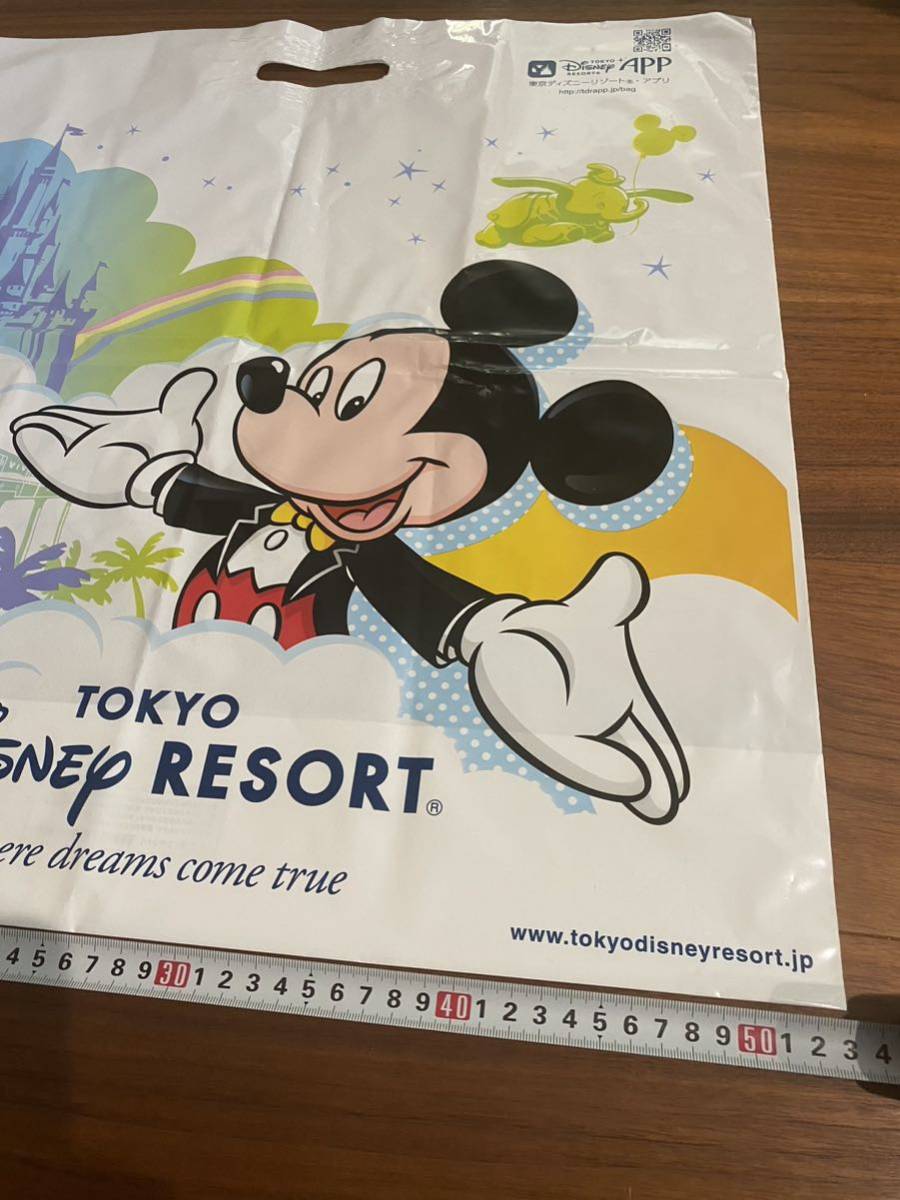 TOKYO
Disney APP
RESORT®
東京ディズニーリゾート®・アプリ
http://tdrapp.jp/bag
TOKYO
SNEY RESORT®
ere dreams come true
www.tokyodisneyresort.jp
4 5 6 7 8 9 30 1 2 3 4 5 6 7 8 9 40 1 2 3 4 5 6 7 8 9 50 1 2 3 4